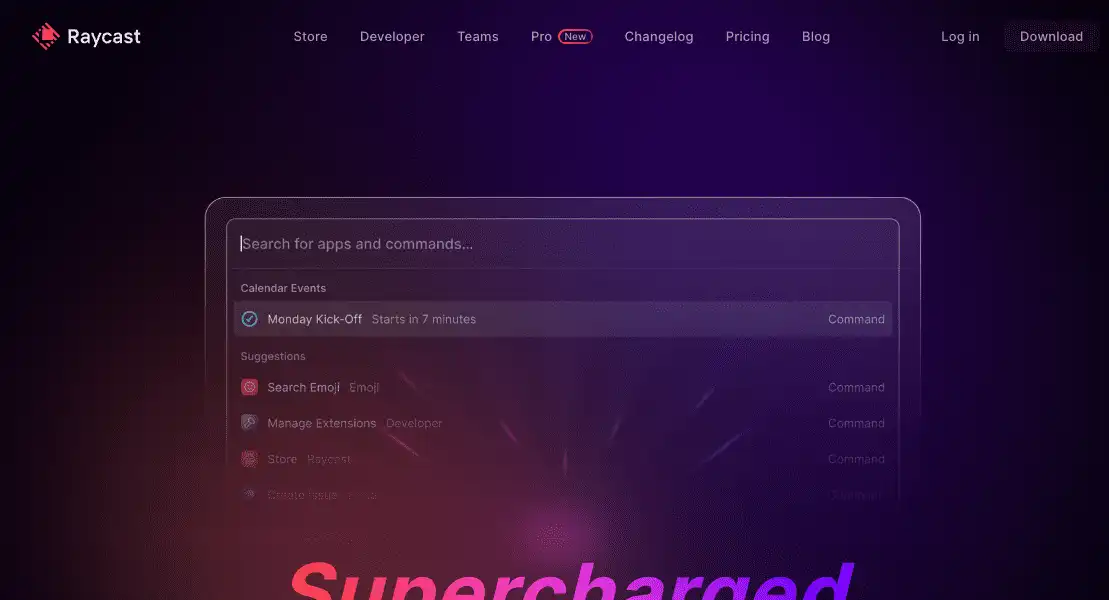 Raycast
Store Developer Teams Pro New Changelog Pricing Blog
Log in Download
Search for apps and commands...
Calendar Events
Monday Kick-Off Starts in 7 minutes Command
Suggestions
Search Emoji Emoji Command
Manage Extensions Developer Command
Store Raycast Command
Create Issue
Supercharged